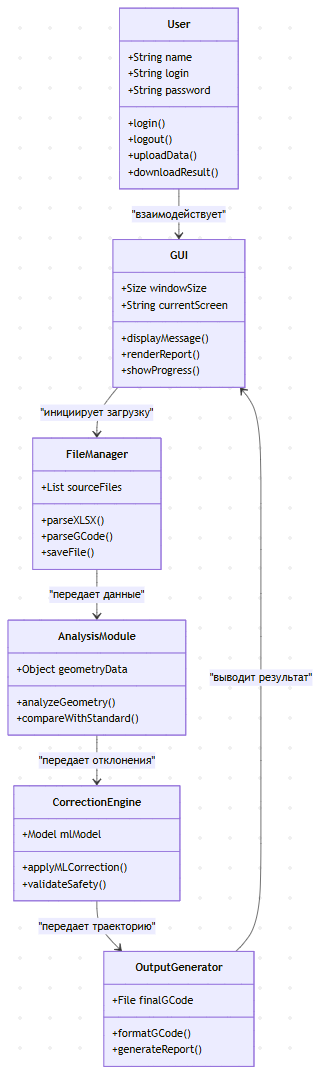 User
+String name
+String login
+String password
+login()
+logout()
+uploadData()
+downloadResult()
"взаимодействует"
GUI
+Size windowSize
+String currentScreen
+displayMessage()
+renderReport()
+showProgress()
"инициирует загрузку"
FileManager
+List sourceFiles
+parseXLSX()
+parseGCode()
+saveFile()
"передает данные"
AnalysisModule
+Object geometryData
+analyzeGeometry()
+compareWithStandard()
"выводит результат"
"передает отклонения"
CorrectionEngine
+Model mlModel
+applyMLCorrection()
+validateSafety()
"передает траекторию"
OutputGenerator
+File finalGCode
+formatGCode()
+generateReport()